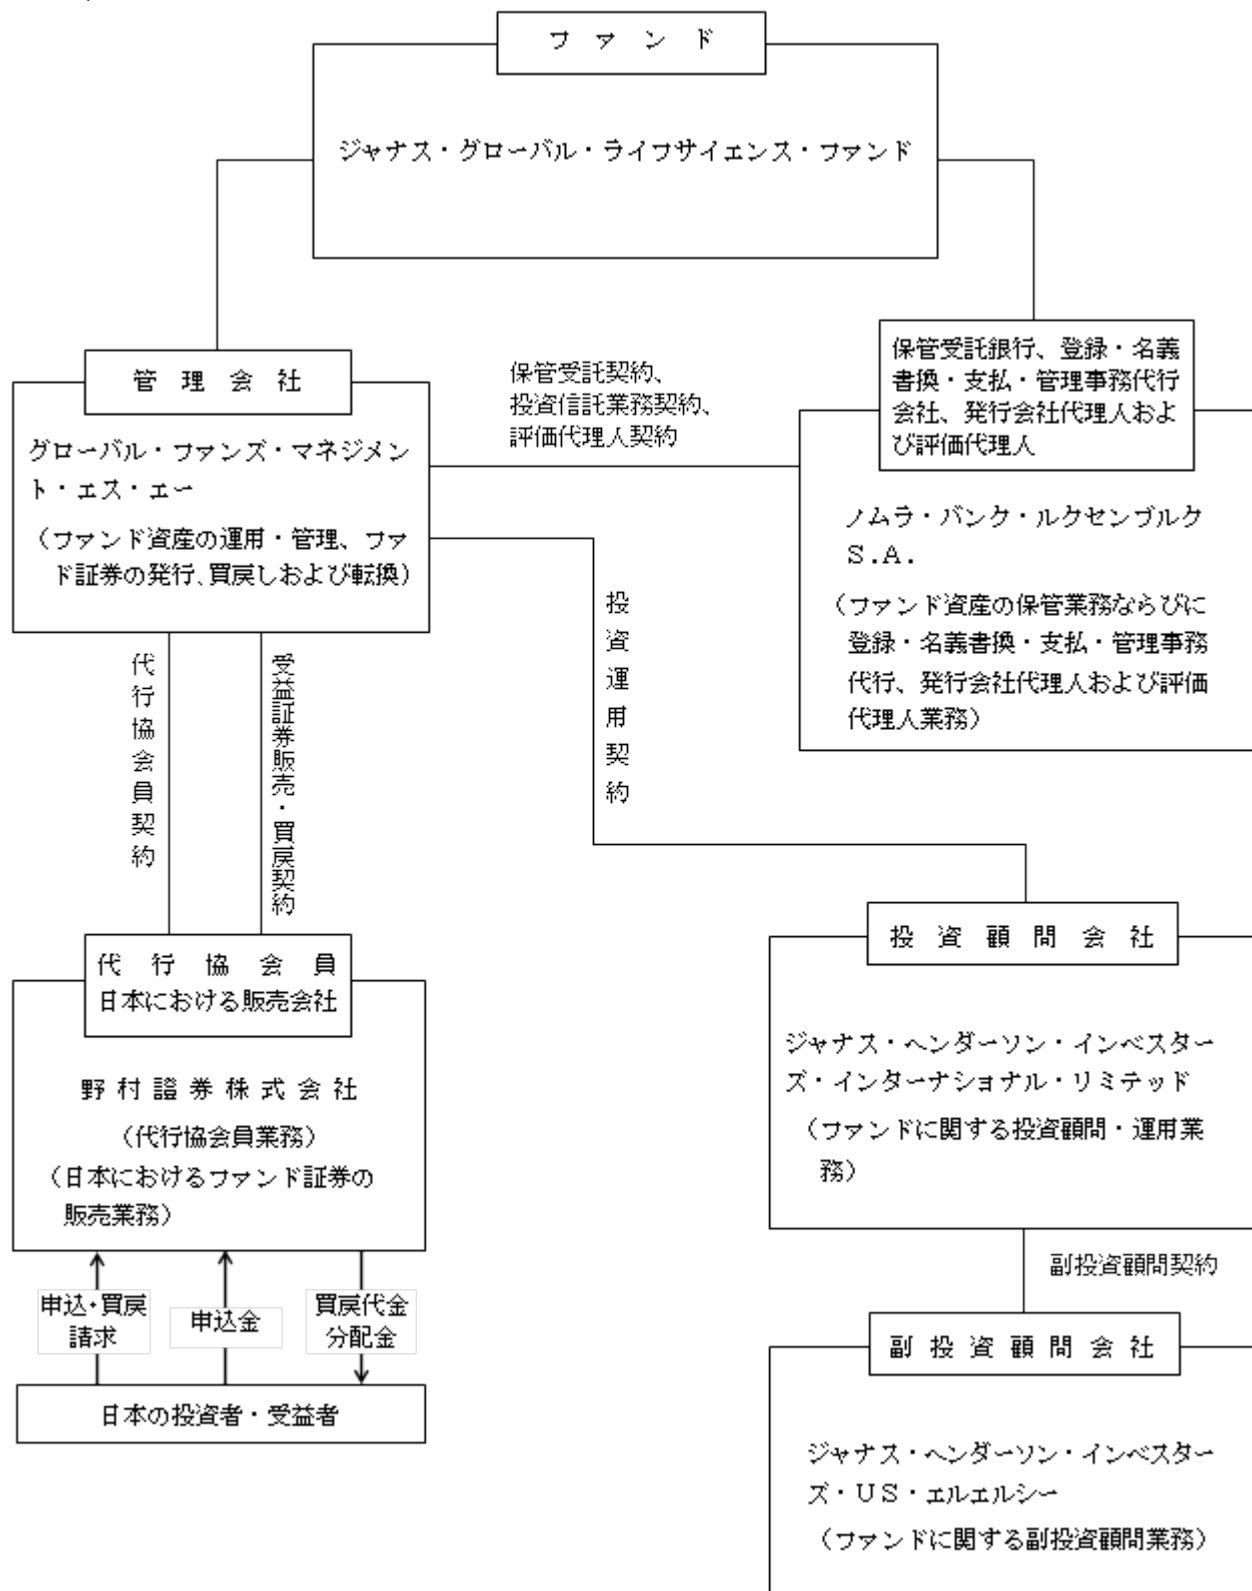 ファンド
ジャナス・グローバル・ライフサイエンス・ファンド
管理会社
グローバル・ファンズ・マネジメン
ト・エス・エー
（ファンド資産の運用・管理、ファ
ド証券の発行、買戻しおよび転換）
保管受託契約、
投資信託業務契約、
評価代理人契約
保管受託銀行、登録・名義
書換・支払・管理事務代行
会社、発行会社代理人およ
び評価代理人
ノムラ・バンク・ルクセンブルク
S.A.
（ファンド資産の保管業務ならびに
登録・名義書換・支払・管理事務
代行、発行会社代理人および評価
代理人業務）
代行協会員契約
受益証券販売・買戻契約
投資運用契約
代行協会員
日本における販売会社
野村證券株式会社
（代行協会員業務）
（日本におけるファンド証券の
販売業務）
投資顧問会社
ジャナス・ヘンダーソン・インベスター
ズ・インターナショナル・リミテッド
（ファンドに関する投資顧問・運用業
務）
申込・買戻
請求
申込金
買戻代金
分配金
日本の投資者・受益者
副投資顧問契約
副投資顧問会社
ジャナス・ヘンダーソン・インベスター
ズ・US・エルエルシー
（ファンドに関する副投資顧問業務）